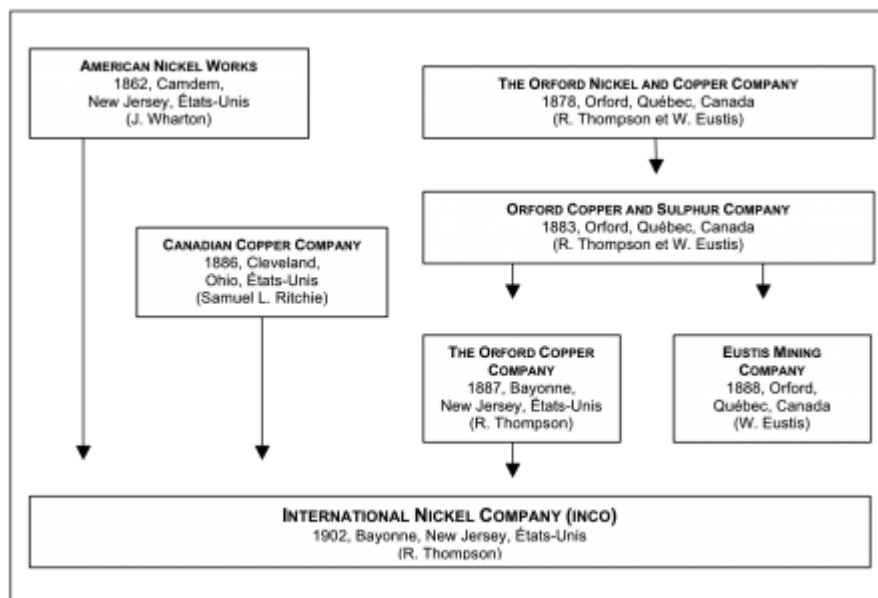 AMERICAN NICKEL WORKS
1862, Camdem,
New Jersey, États-Unis
(J. Wharton)
THE ORFORD NICKEL AND COPPER COMPANY
1878, Orford, Québec, Canada
(R. Thompson et W. Eustis)
ORFORD COPPER AND SULPHUR COMPANY
1883, Orford, Québec, Canada
(R. Thompson et W. Eustis)
CANADIAN COPPER COMPANY
1886, Cleveland,
Ohio, États-Unis
(Samuel L. Ritchie)
THE ORFORD COPPER
COMPANY
1887, Bayonne,
New Jersey, États-Unis
(R. Thompson)
EUSTIS MINING
COMPANY
1888, Orford,
Québec, Canada
(W. Eustis)
INTERNATIONAL NICKEL COMPANY (INCO)
1902, Bayonne, New Jersey, États-Unis
(R. Thompson)